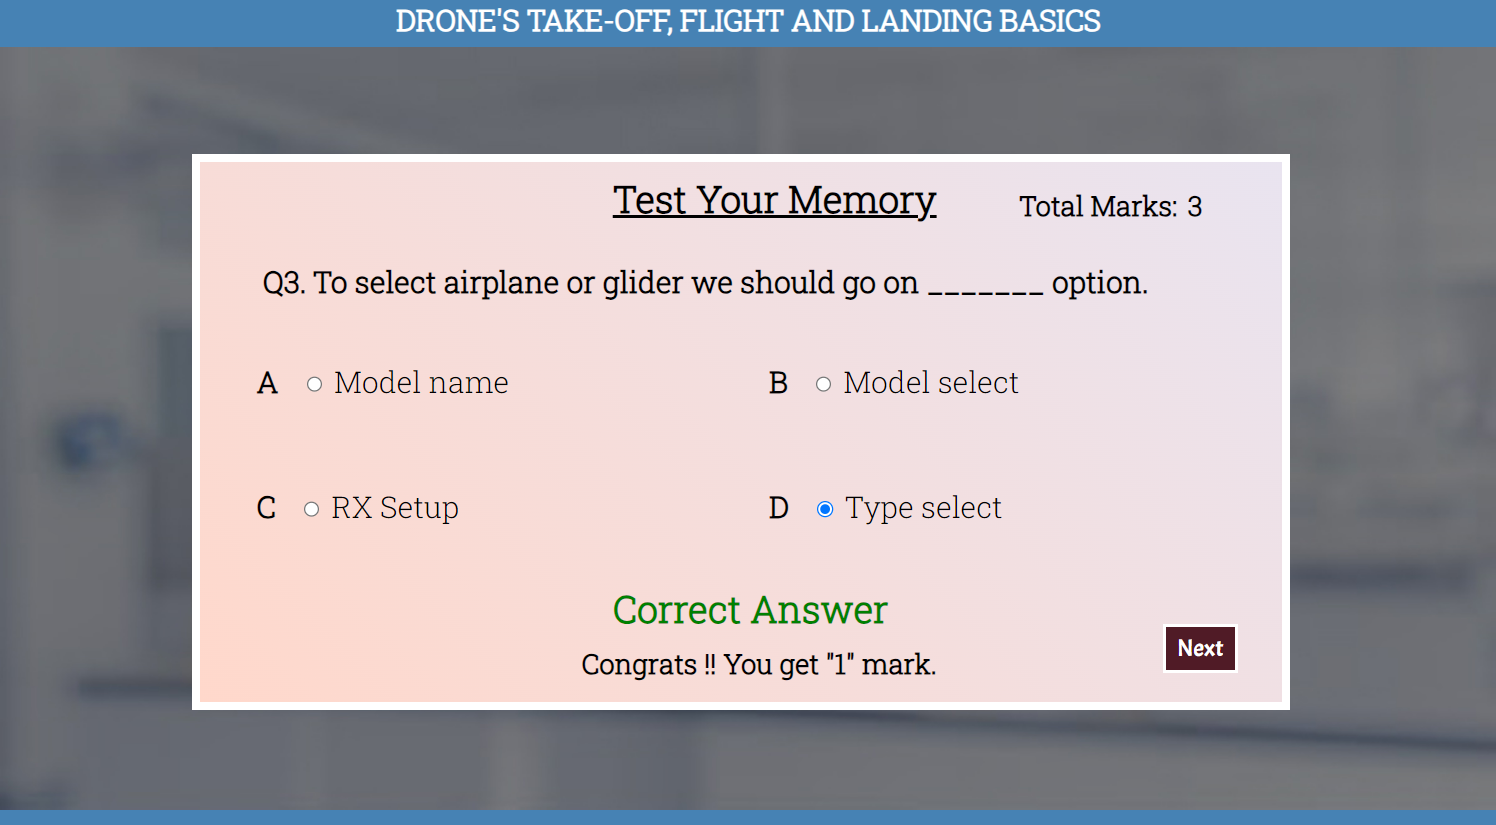 DRONE'S TAKE-OFF, FLIGHT AND LANDING BASICS
Test Your Memory
Total Marks: 3
Q3. To select airplane or glider we should go on _______ option.
A Model name
B Model select
C RX Setup
D Type select
Correct Answer
Congrats !! You get "1" mark.
Next